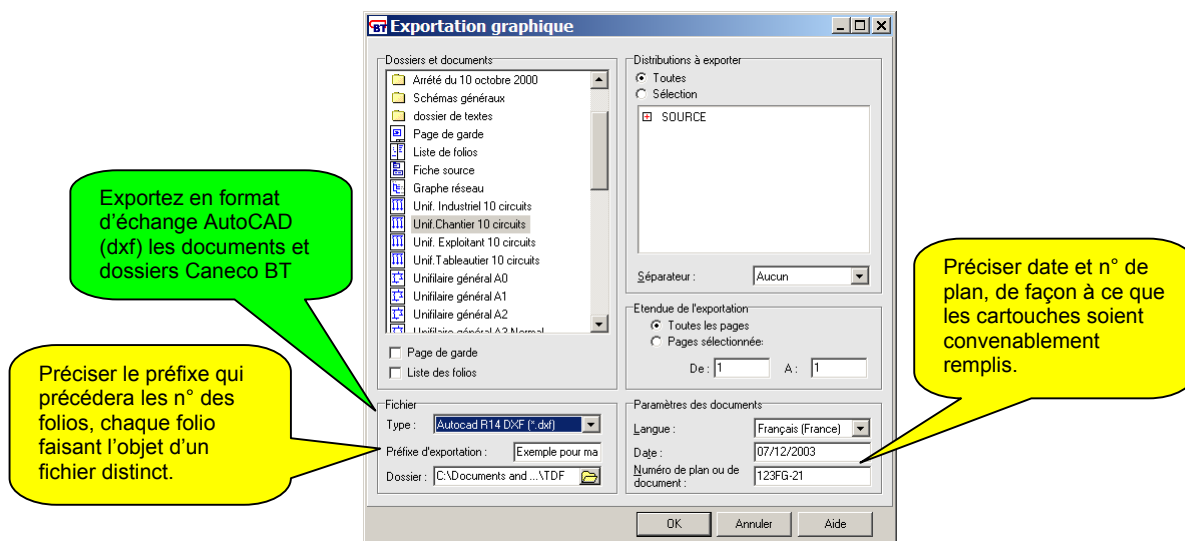 BT Exportation graphique
Dossiers et documents
Arrété du 10 octobre 2000
Schémas généraux
dossier de textes
Page de garde
Liste de folios
Fiche source
Graphe réseau
Unif. Industriel 10 circuits
Unif.Chantier 10 circuits
Unif. Exploitant 10 circuits
Unif.Tableautier 10 circuits
Unifilaire général A0
Unifilaire général A1
Unifilaire général A2
Unifilaire général A3 Normal
Page de garde
Liste des folios
Distributions à exporter
Toutes
Sélection
SOURCE
Séparateur :
Aucun
Etendue de l'exportation
Toutes les pages
Pages sélectionnée:
De : 1 A : 1
Fichier
Type : Autocad R14 DXF (*.dxf)
Préfixe d'exportation : Exemple pour ma
Dossier : C:\Documents and ...\TDF
Paramètres des documents
Langue : Français (France)
Date : 07/12/2003
Numéro de plan ou de
document : 123FG-21
OK Annuler Aide
Exportez en format
d'échange AutoCAD
(dxf) les documents et
dossiers Caneco BT
Préciser le préfixe qui
précédera les n° des
folios, chaque folio
faisant l'objet d'un
fichier distinct.
Préciser date et n° de
plan, de façon à ce que
les cartouches soient
convenablement
remplis.